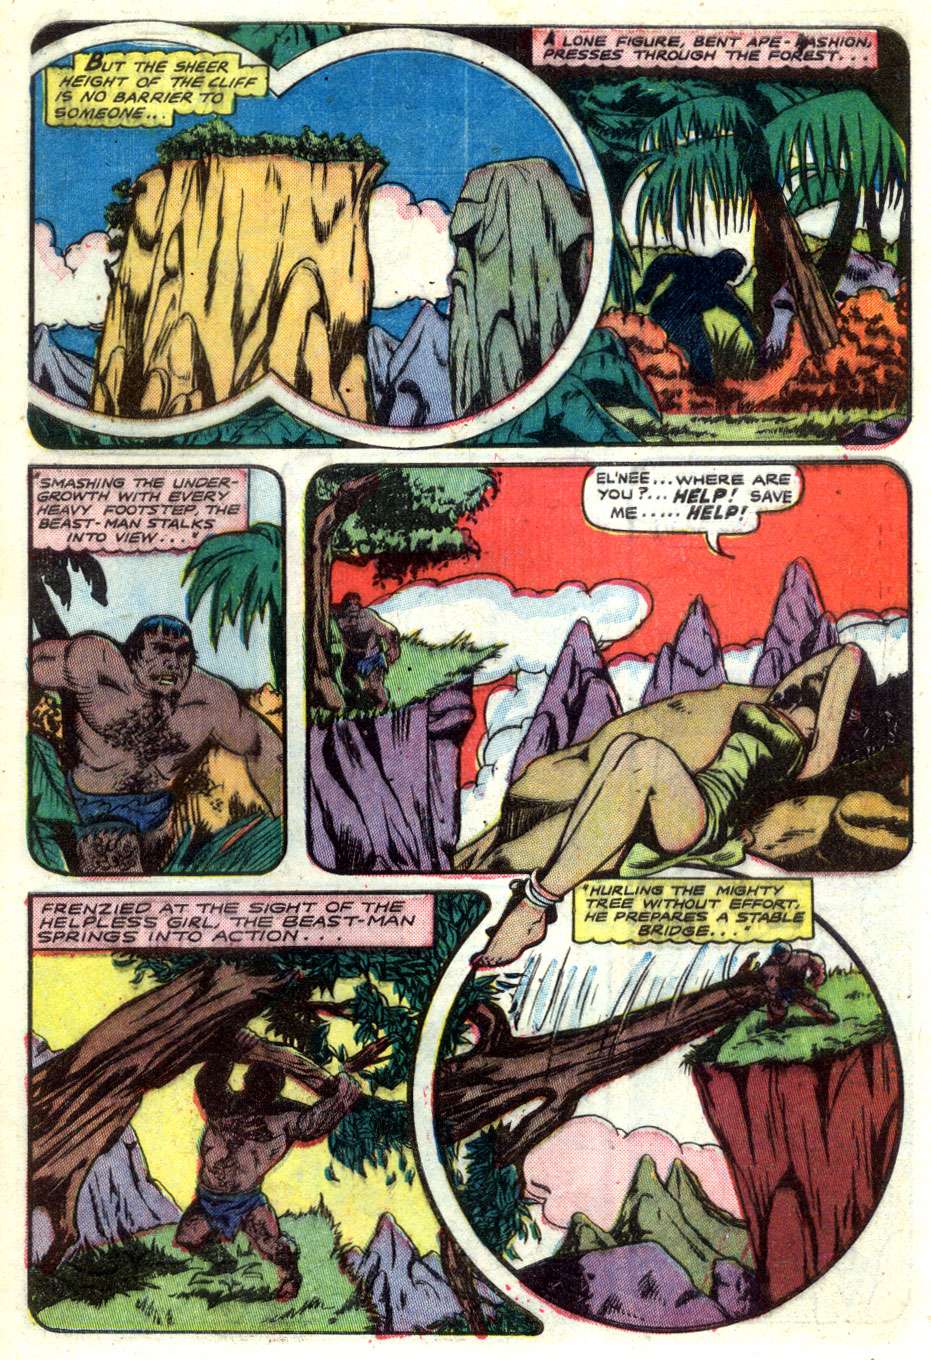 BUT THE SHEER
HEIGHT OF THE CLIFF
IS NO BARRIER TO
SOMEONE...
A LONE FIGURE, BENT APE-FASHION,
PRESSES THROUGH THE FOREST...
"SMASHING THE UNDER-
GROWTH WITH EVERY
HEAVY FOOTSTEP, THE
BEAST-MAN STALKS
INTO VIEW...."
EL'NEE...WHERE ARE
YOU?... HELP! SAVE
ME..... HELP!
FRENZIED AT THE SIGHT OF THE
HELPLESS GIRL, THE BEAST-MAN
SPRINGS INTO ACTION...
"HURLING THE MIGHTY
TREE WITHOUT EFFORT,
HE PREPARES A STABLE
BRIDGE..."